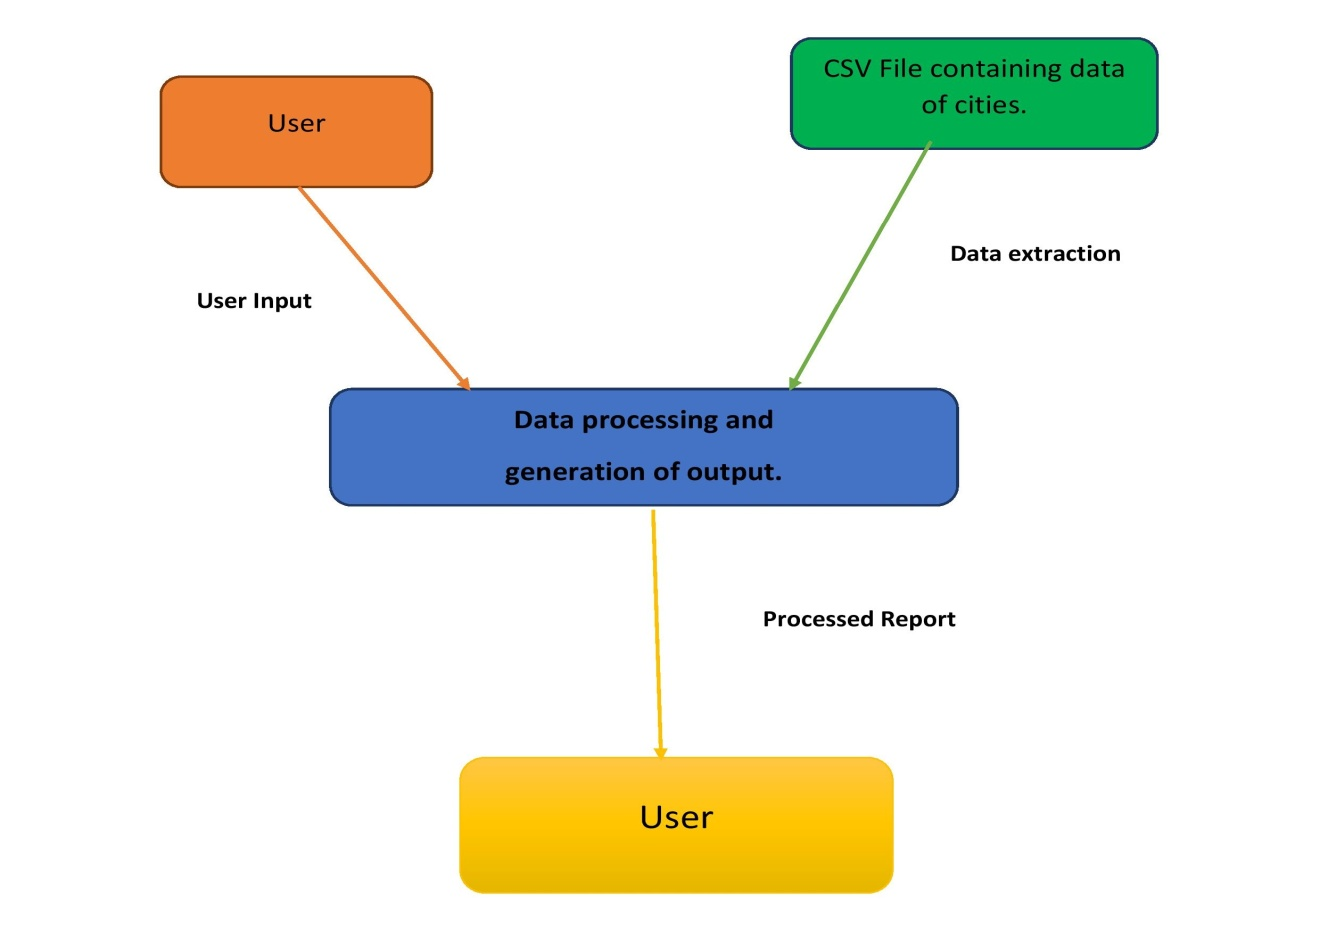 User
CSV File containing data
of cities.
User Input
Data extraction
Data processing and
generation of output.
Processed Report
User